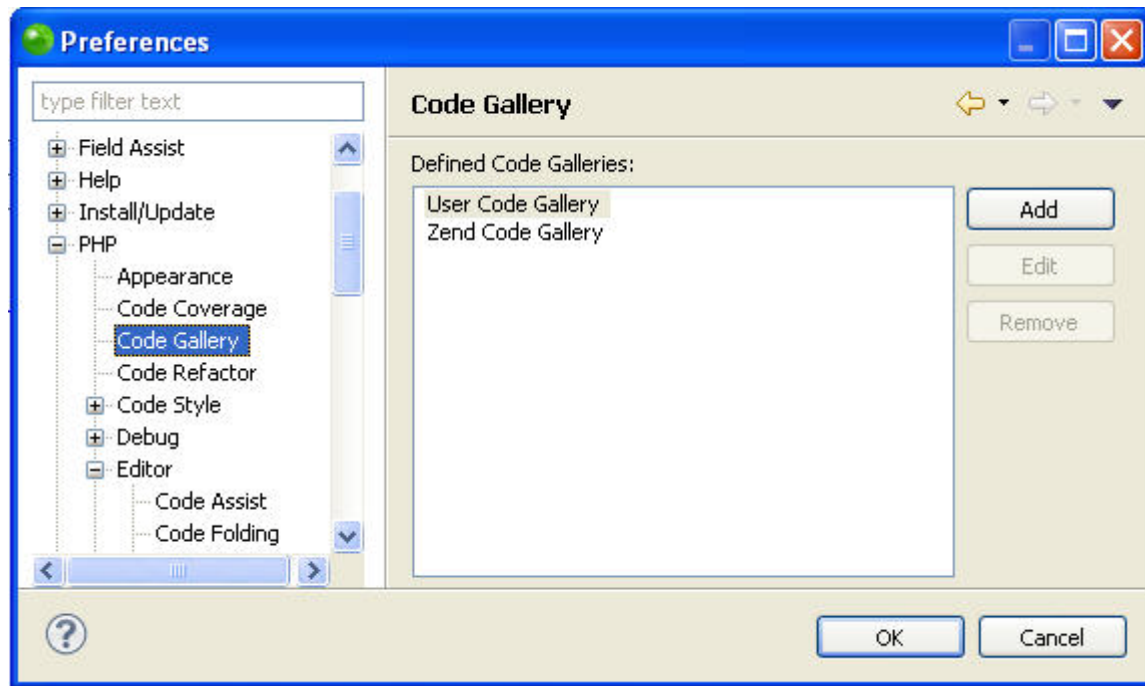 Preferences
type filter text
Field Assist
Help
Install/Update
PHP
Appearance
Code Coverage
Code Gallery
Code Refactor
Code Style
Debug
Editor
Code Assist
Code Folding
Code Gallery
Defined Code Galleries:
User Code Gallery
Zend Code Gallery
Add
Edit
Remove
?
OK
Cancel